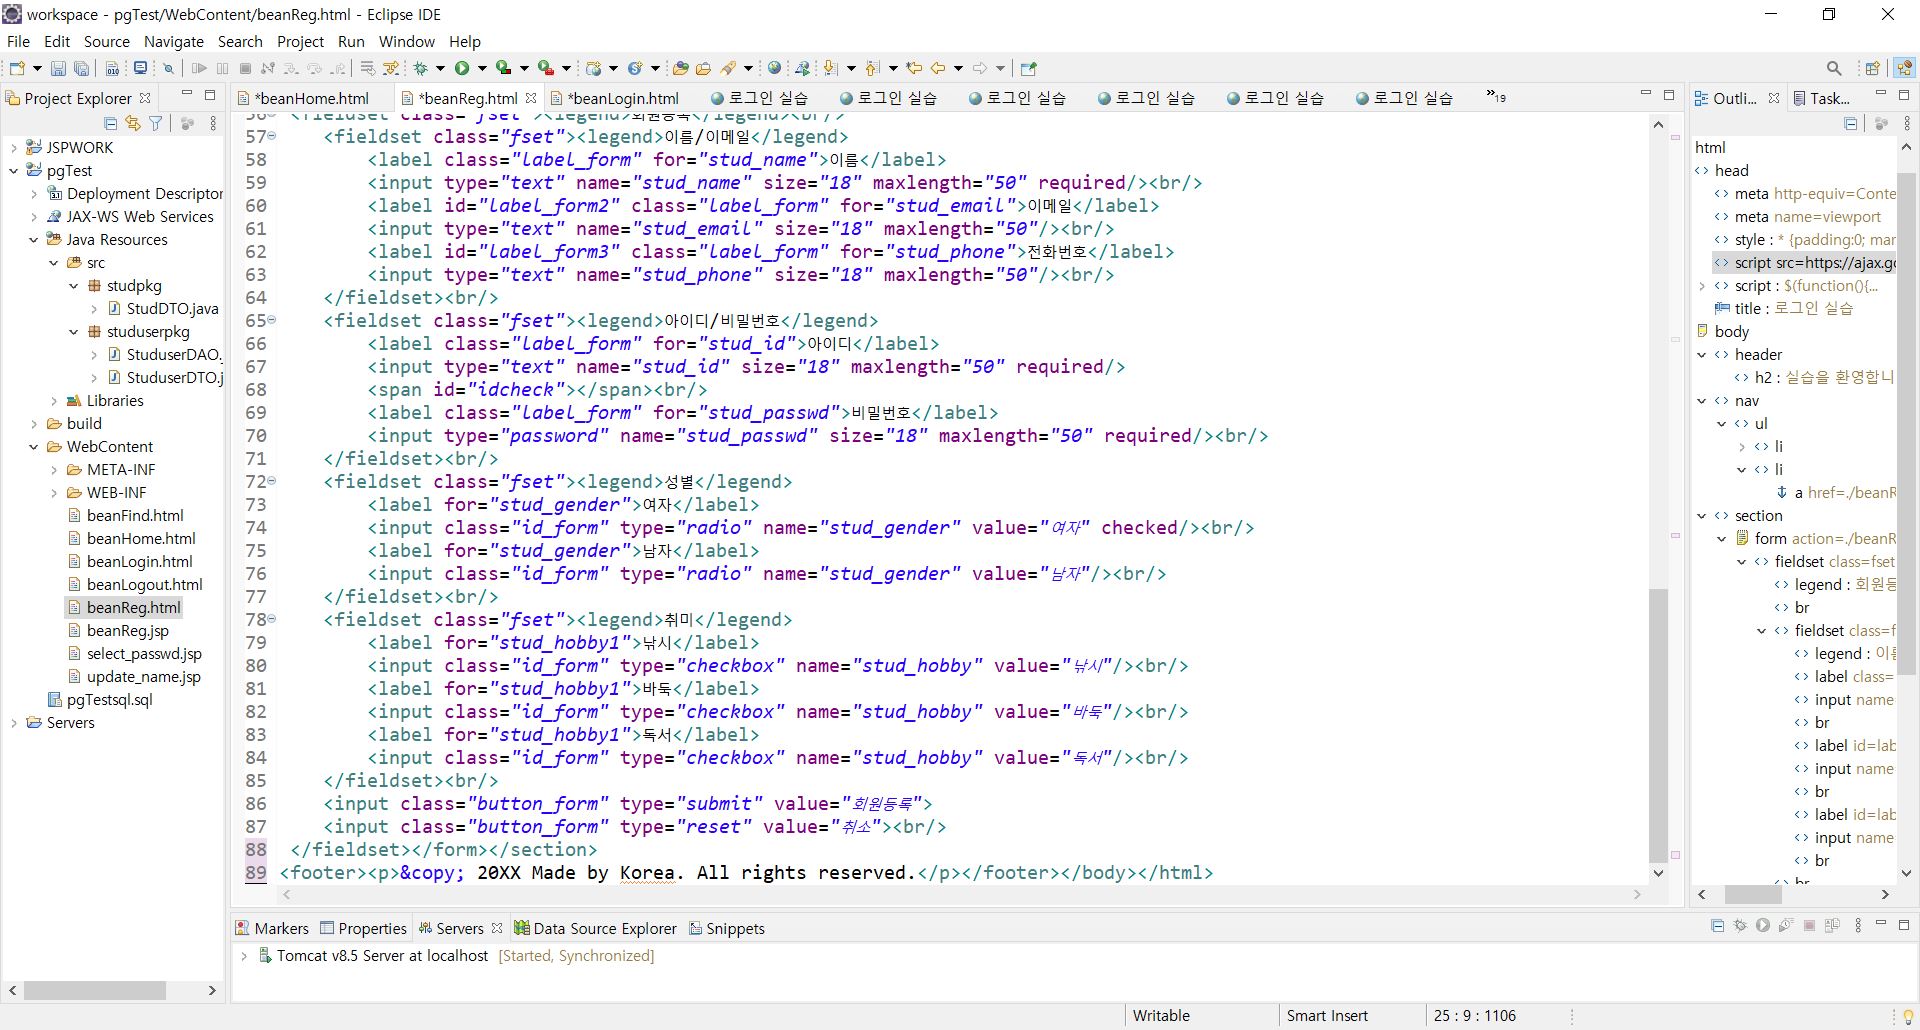 workspace - pgTest/WebContent/beanReg.html - Eclipse IDE
File Edit Source Navigate Search Project Run Window Help
Project Explorer
JSPWORK
pgTest
Deployment Descriptor
JAX-WS Web Services
Java Resources
src
studpkg
StudDTO.java
studuserpkg
StuduserDAO.
StuduserDTO.j
Libraries
build
WebContent
META-INF
WEB-INF
beanFind.html
beanHome.html
beanLogin.html
beanLogout.html
beanReg.html
beanReg.jsp
select_passwd.jsp
update_name.jsp
pgTestsql.sql
Servers
*beanHome.html *beanReg.html *beanLogin.html 로그인 실습 로그인 실습 로그인 실습 로그인 실습 로그인 실습 로그인 실습 »19
56 <fieldset class="fset"><legend>회원등록</legend><br/>
57 <fieldset class="fset"><legend>이름/이메일</legend>
58 <label class="label_form" for="stud_name">이름</label>
59 <input type="text" name="stud_name" size="18" maxlength="50" required/><br/>
60 <label id="label_form2" class="label_form" for="stud_email">이메일</label>
61 <input type="text" name="stud_email" size="18" maxlength="50"/><br/>
62 <label id="label_form3" class="label_form" for="stud_phone">전화번호</label>
63 <input type="text" name="stud_phone" size="18" maxlength="50"/><br/>
64 </fieldset><br/>
65 <fieldset class="fset"><legend>아이디/비밀번호</legend>
66 <label class="label_form" for="stud_id">아이디</label>
67 <input type="text" name="stud_id" size="18" maxlength="50" required/>
68 <span id="idcheck"></span><br/>
69 <label class="label_form" for="stud_passwd">비밀번호</label>
70 <input type="password" name="stud_passwd" size="18" maxlength="50" required/><br/>
71 </fieldset><br/>
72 <fieldset class="fset"><legend>성별</legend>
73 <label for="stud_gender">여자</label>
74 <input class="id_form" type="radio" name="stud_gender" value="여자" checked/><br/>
75 <label for="stud_gender">남자</label>
76 <input class="id_form" type="radio" name="stud_gender" value="남자"/><br/>
77 </fieldset><br/>
78 <fieldset class="fset"><legend>취미</legend>
79 <label for="stud_hobby1">낚시</label>
80 <input class="id_form" type="checkbox" name="stud_hobby" value="낚시"/><br/>
81 <label for="stud_hobby1">바둑</label>
82 <input class="id_form" type="checkbox" name="stud_hobby" value="바둑"/><br/>
83 <label for="stud_hobby1">독서</label>
84 <input class="id_form" type="checkbox" name="stud_hobby" value="독서"/><br/>
85 </fieldset><br/>
86 <input class="button_form" type="submit" value="회원등록">
87 <input class="button_form" type="reset" value="취소"><br/>
88 </fieldset></form></section>
89 <footer><p>&copy; 20XX Made by Korea. All rights reserved.</p></footer></body></html>
Outli... Task...
html
head
meta http-equiv=Conte
meta name=viewport
style : * {padding:0; mar
script src=https://ajax.go
script : $(function(){...
title : 로그인 실습
body
header
h2 : 실습을 환영합니
nav
ul
li
li
a href=./beanR
section
form action=./beanR
fieldset class=fset
legend : 회원등
br
fieldset class=f
legend : 이름
label class=
input name
br
label id=lab
input name
br
label id=lab
input name
br
br
Markers Properties Servers Data Source Explorer Snippets
Tomcat v8.5 Server at localhost [Started, Synchronized]
Writable Smart Insert 25 : 9 : 1106